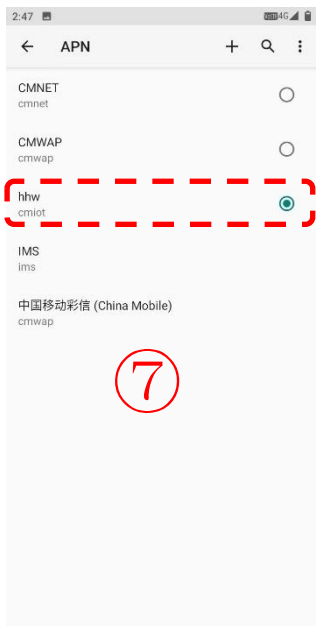 2:47 4G
APN
CMNET
cmnet
CMWAP
cmwap
hhw
cmiot
IMS
ims
中国移动彩信 (China Mobile)
cmwap
⑦